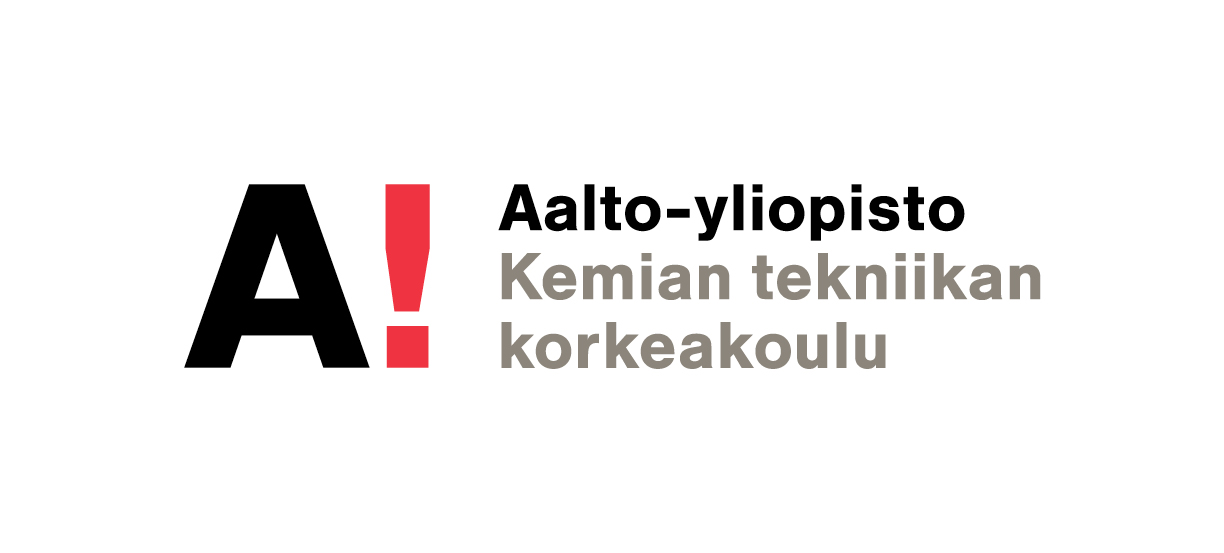 A! Aalto-yliopisto
Kemian tekniikan
korkeakoulu